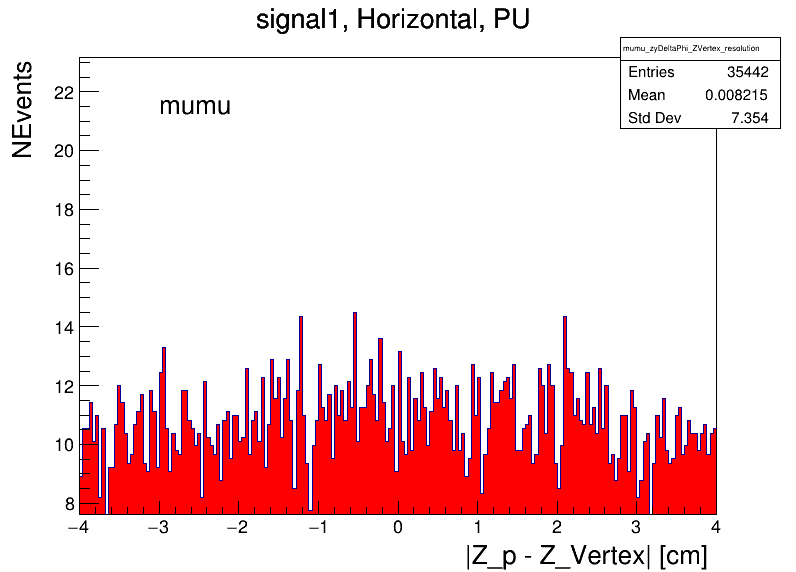 signal1, Horizontal, PU
mumu_zyDeltaPhi_ZVertex_resolution
Entries 35442
Mean 0.008215
Std Dev 7.354
NEvents
mumu
22
20
18
16
14
12
10
8
−4 −3 −2 −1 0 1 2 3 4
|Z_p - Z_Vertex| [cm]